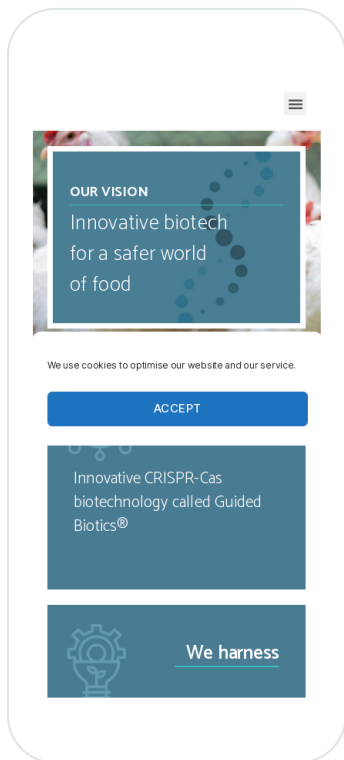 OUR VISION
Innovative biotech
for a safer world
of food
We use cookies to optimise our website and our service.
ACCEPT
Innovative CRISPR-Cas
biotechnology called Guided
Biotics®
We harness